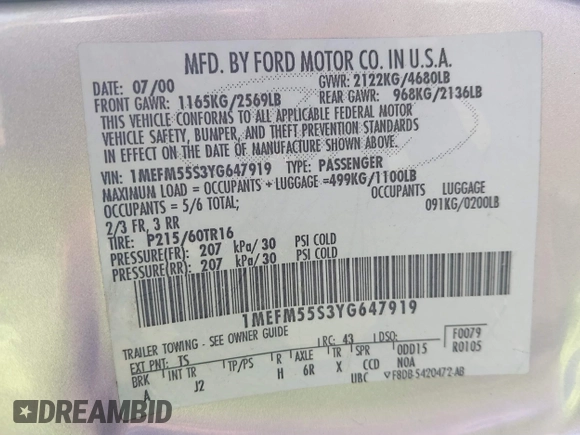 MFD. BY FORD MOTOR CO. IN U.S.A.
DATE: 07/00 GVWR: 2122KG/4680LB
FRONT GAWR: 1165KG/2569LB REAR GAWR: 968KG/2136LB
THIS VEHICLE CONFORMS TO ALL APPLICABLE FEDERAL MOTOR
VEHICLE SAFETY, BUMPER, AND THEFT PREVENTION STANDARDS
IN EFFECT ON THE DATE OF MANUFACTURE SHOWN ABOVE.
VIN: 1MEFM55S3YG647919 TYPE: PASSENGER
MAXIMUM LOAD = OCCUPANTS + LUGGAGE =499KG/1100LB
OCCUPANTS = 5/6 TOTAL; OCCUPANTS LUGGAGE
2/3 FR, 3 RR 091KG/0200LB
TIRE: P215/60TR16
PRESSURE(FR): 207 kPa/30 PSI COLD
PRESSURE(RR): 207 kPa/30 PSI COLD
1MEFM55S3YG647919
TRAILER TOWING - SEE OWNER GUIDE
EXT PNT: TS RC: 43 DSO: F0079
BRK INT TR TP/PS R AXLE TR SPR 0DD15 R0105
A J2 H 6R X CCD N0A
UBC F80B-5420472-AB
DREAMBID